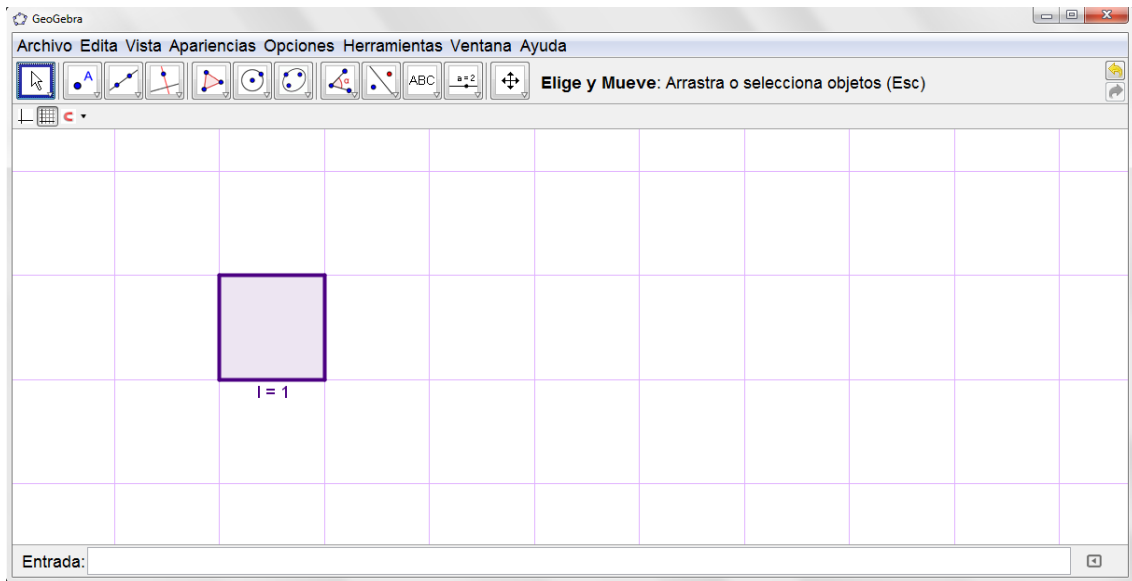 GeoGebra
Archivo Edita Vista Apariencias Opciones Herramientas Ventana Ayuda
A ABC a=2 Elige y Mueve: Arrastra o selecciona objetos (Esc)
l = 1
Entrada: